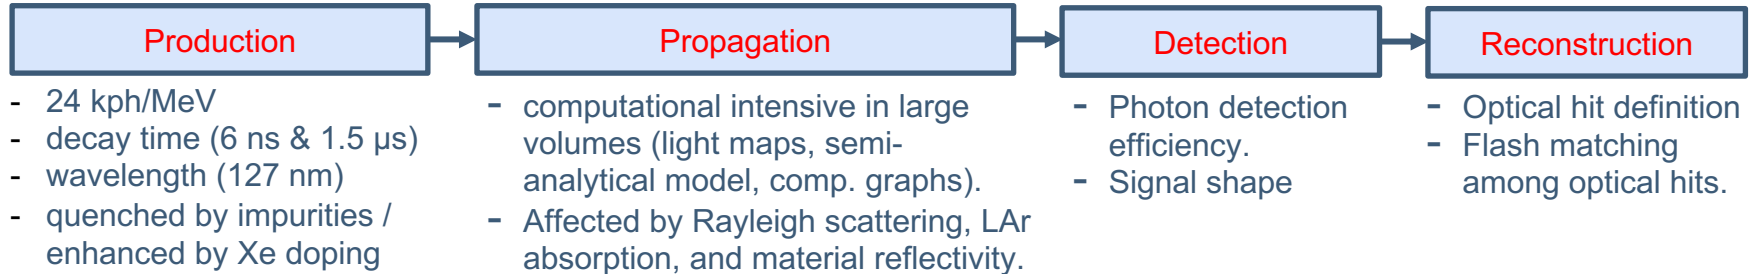 Production
- 24 kph/MeV
- decay time (6 ns & 1.5 μs)
- wavelength (127 nm)
- quenched by impurities /
enhanced by Xe doping
Propagation
- computational intensive in large
volumes (light maps, semi-
analytical model, comp. graphs).
- Affected by Rayleigh scattering, LAr
absorption, and material reflectivity.
Detection
- Photon detection
efficiency.
- Signal shape
Reconstruction
- Optical hit definition
- Flash matching
among optical hits.